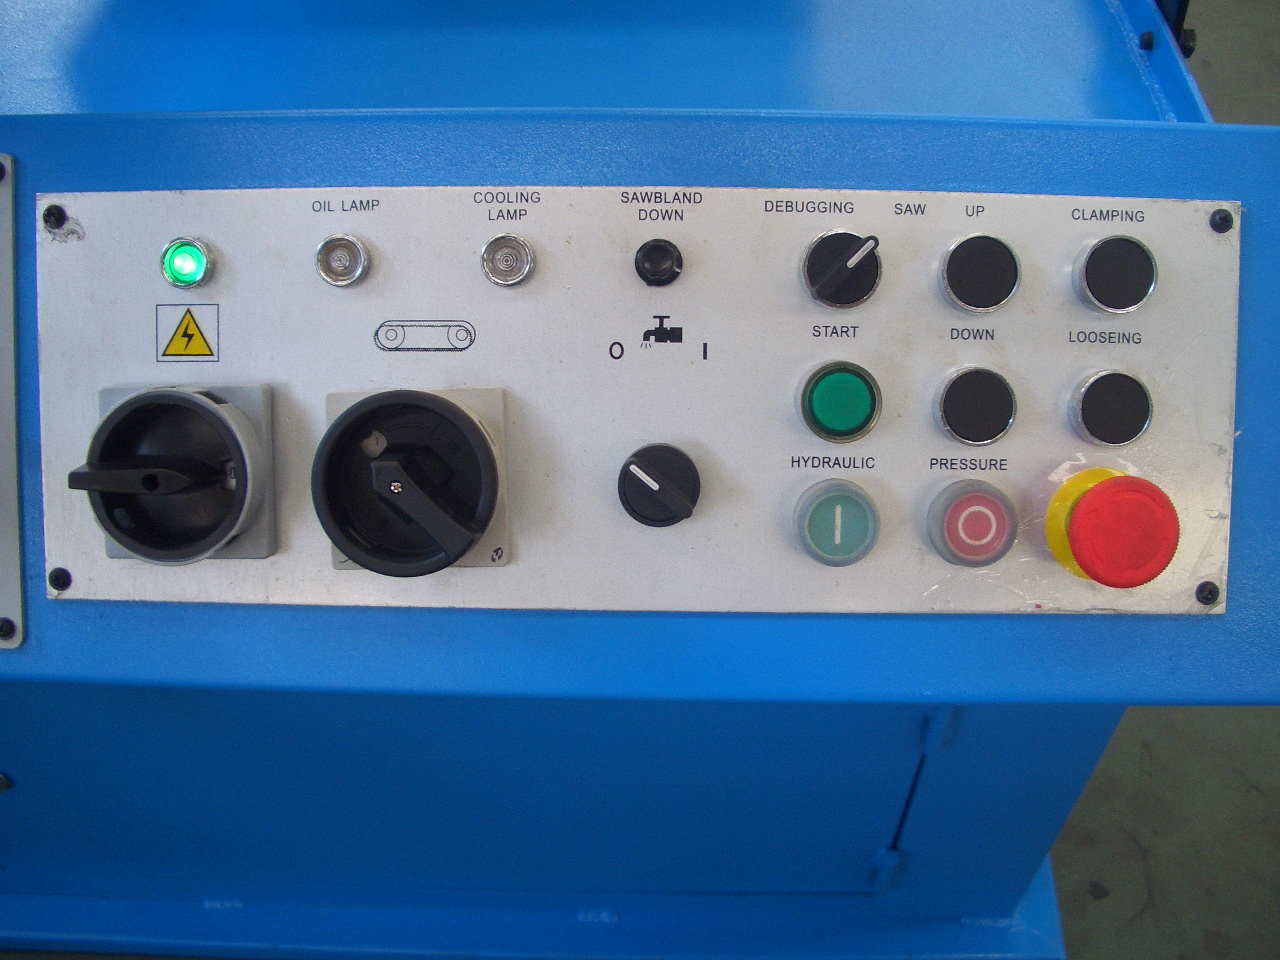 OIL LAMP
COOLING
LAMP
SAWBLAND
DOWN
DEBUGGING
SAW
UP
CLAMPING
O
I
START
DOWN
LOOSEING
HYDRAULIC
PRESSURE
I
O